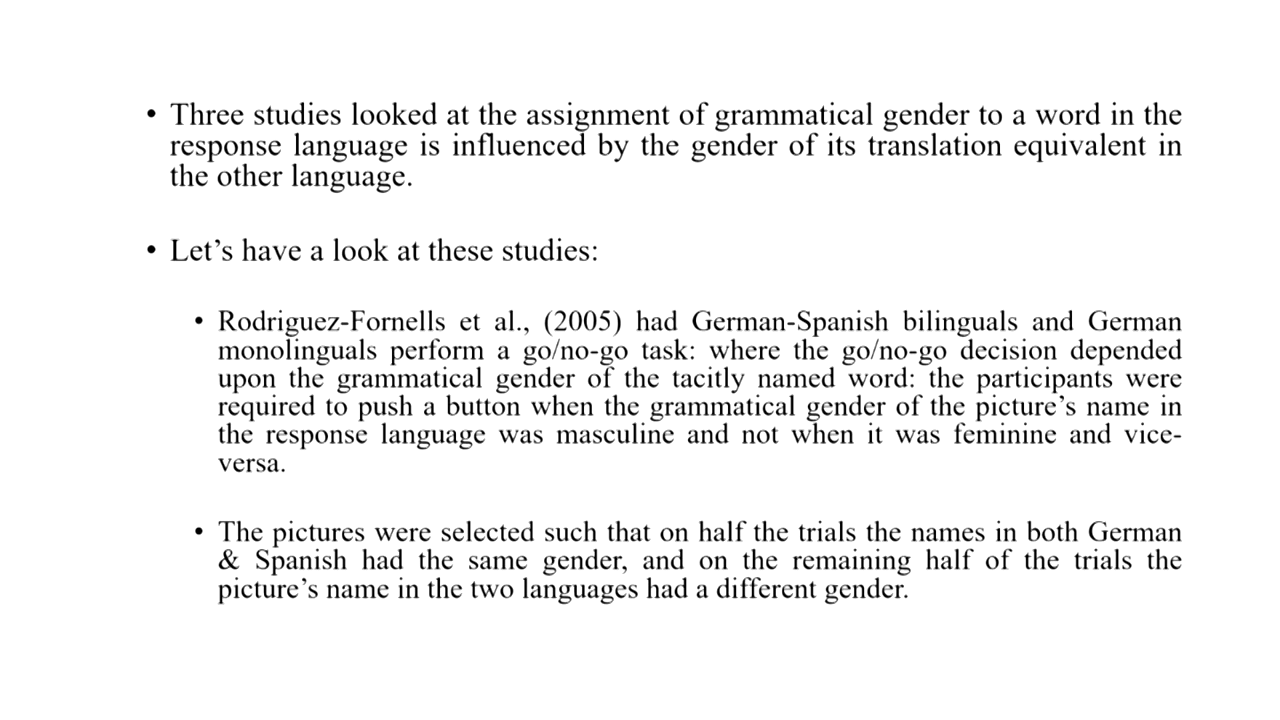 • Three studies looked at the assignment of grammatical gender to a word in the
response language is influenced by the gender of its translation equivalent in
the other language.
• Let’s have a look at these studies:
• Rodriguez-Fornells et al., (2005) had German-Spanish bilinguals and German
monolinguals perform a go/no-go task: where the go/no-go decision depended
upon the grammatical gender of the tacitly named word: the participants were
required to push a button when the grammatical gender of the picture’s name in
the response language was masculine and not when it was feminine and vice-
versa.
• The pictures were selected such that on half the trials the names in both German
& Spanish had the same gender, and on the remaining half of the trials the
picture’s name in the two languages had a different gender.